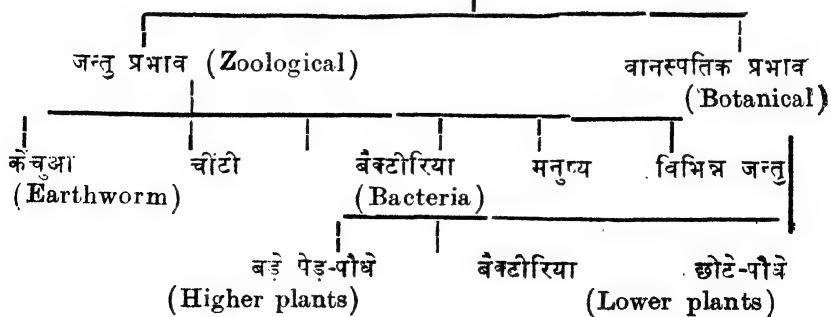 जन्तु प्रभाव (Zoological) वानस्पतिक प्रभाव
(Botanical)
केंचुआ चींटी बैक्टीरिया मनुष्य विभिन्न जन्तु
(Earthworm) (Bacteria)
बड़े पेड़-पौधे बैक्टीरिया छोटे-पौधे
(Higher plants) (Lower plants)